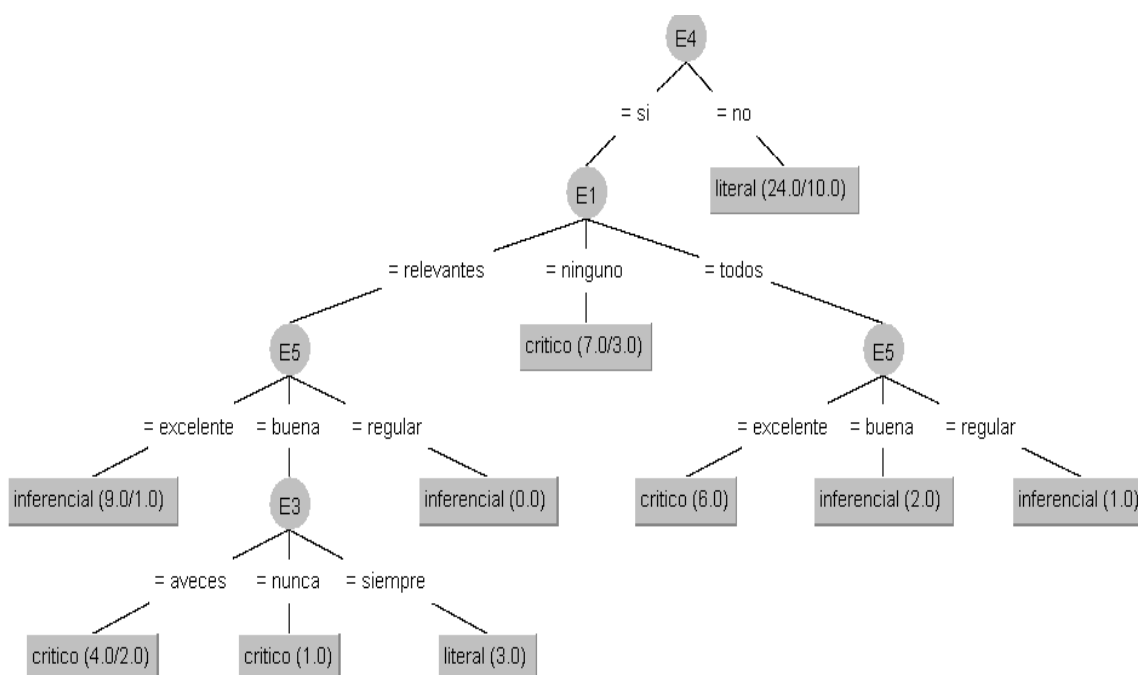 E4
= si
= no
E1
literal (24.0/10.0)
= relevantes
= ninguno
= todos
E5
critico (7.0/3.0)
E5
= excelente
= buena
= regular
= excelente
= buena
= regular
inferencial (9.0/1.0)
E3
inferencial (0.0)
critico (6.0)
inferencial (2.0)
inferencial (1.0)
= aveces
= nunca
= siempre
critico (4.0/2.0)
critico (1.0)
literal (3.0)